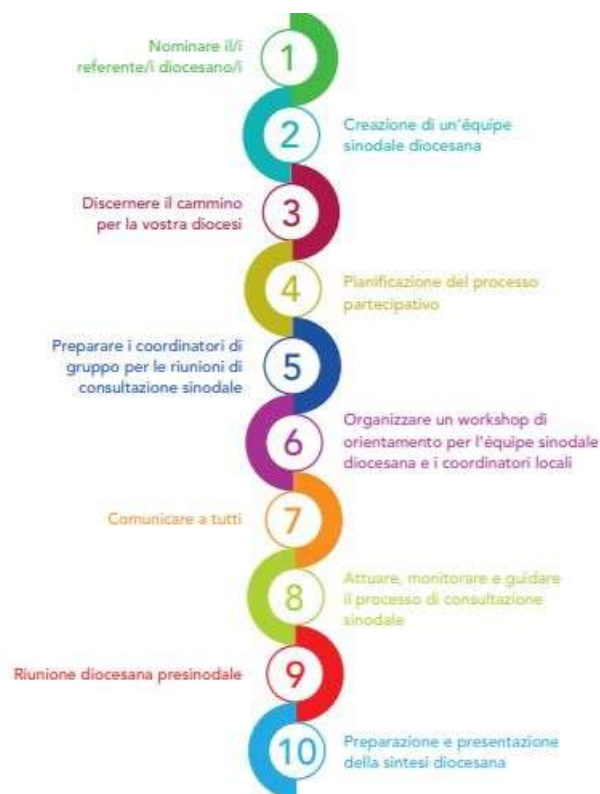 1
Nominare il/i
referente/i diocesano/i
2
Creazione di un'équipe
sinodale diocesana
3
Discernere il cammino
per la vostra diocesi
4
Pianificazione del processo
partecipativo
5
Preparare i coordinatori di
gruppo per le riunioni di
consultazione sinodale
6
Organizzare un workshop di
orientamento per l'équipe sinodale
diocesana e i coordinatori locali
7
Comunicare a tutti
8
Attuare, monitorare e guidare
il processo di consultazione
sinodale
9
Riunione diocesana presinodale
10
Preparazione e presentazione
della sintesi diocesana